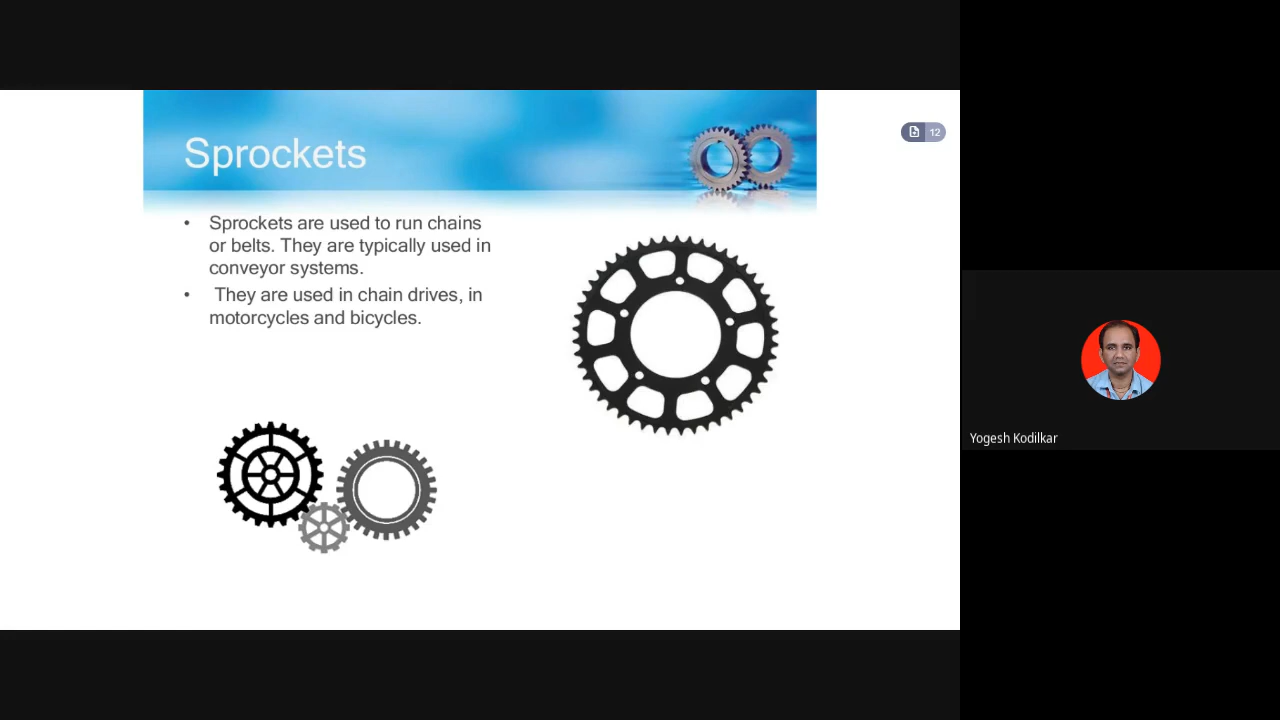 Sprockets
12
• Sprockets are used to run chains
or belts. They are typically used in
conveyor systems.
• They are used in chain drives, in
motorcycles and bicycles.
Yogesh Kodilkar